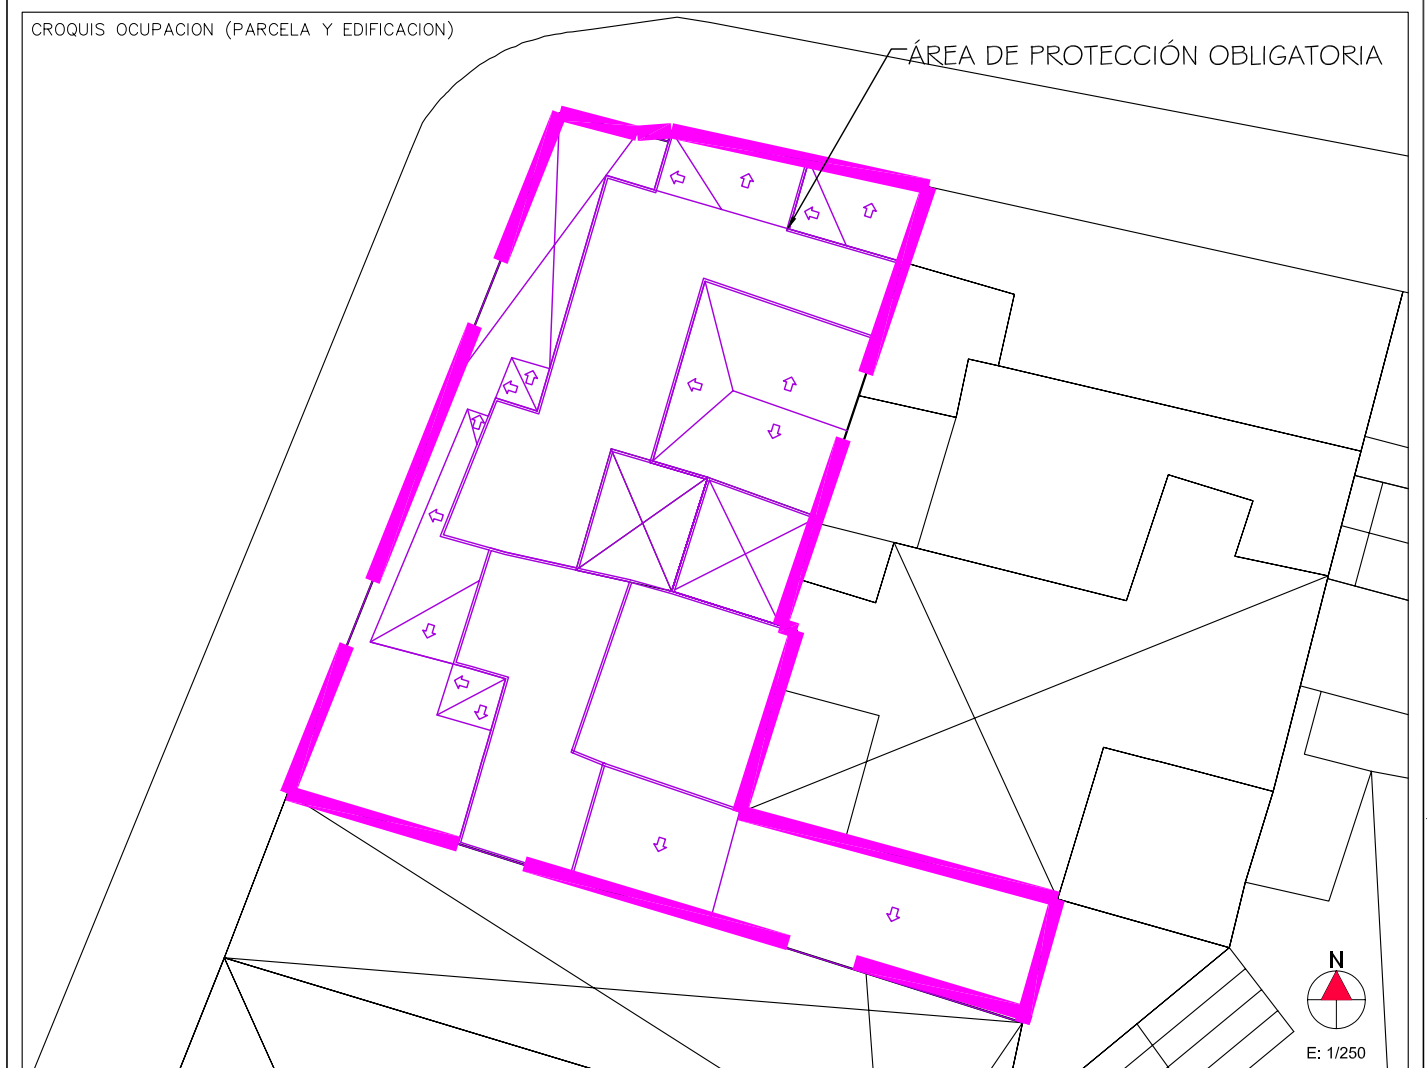 CROQUIS OCUPACION (PARCELA Y EDIFICACION)
ÁREA DE PROTECCIÓN OBLIGATORIA
N
E: 1/250